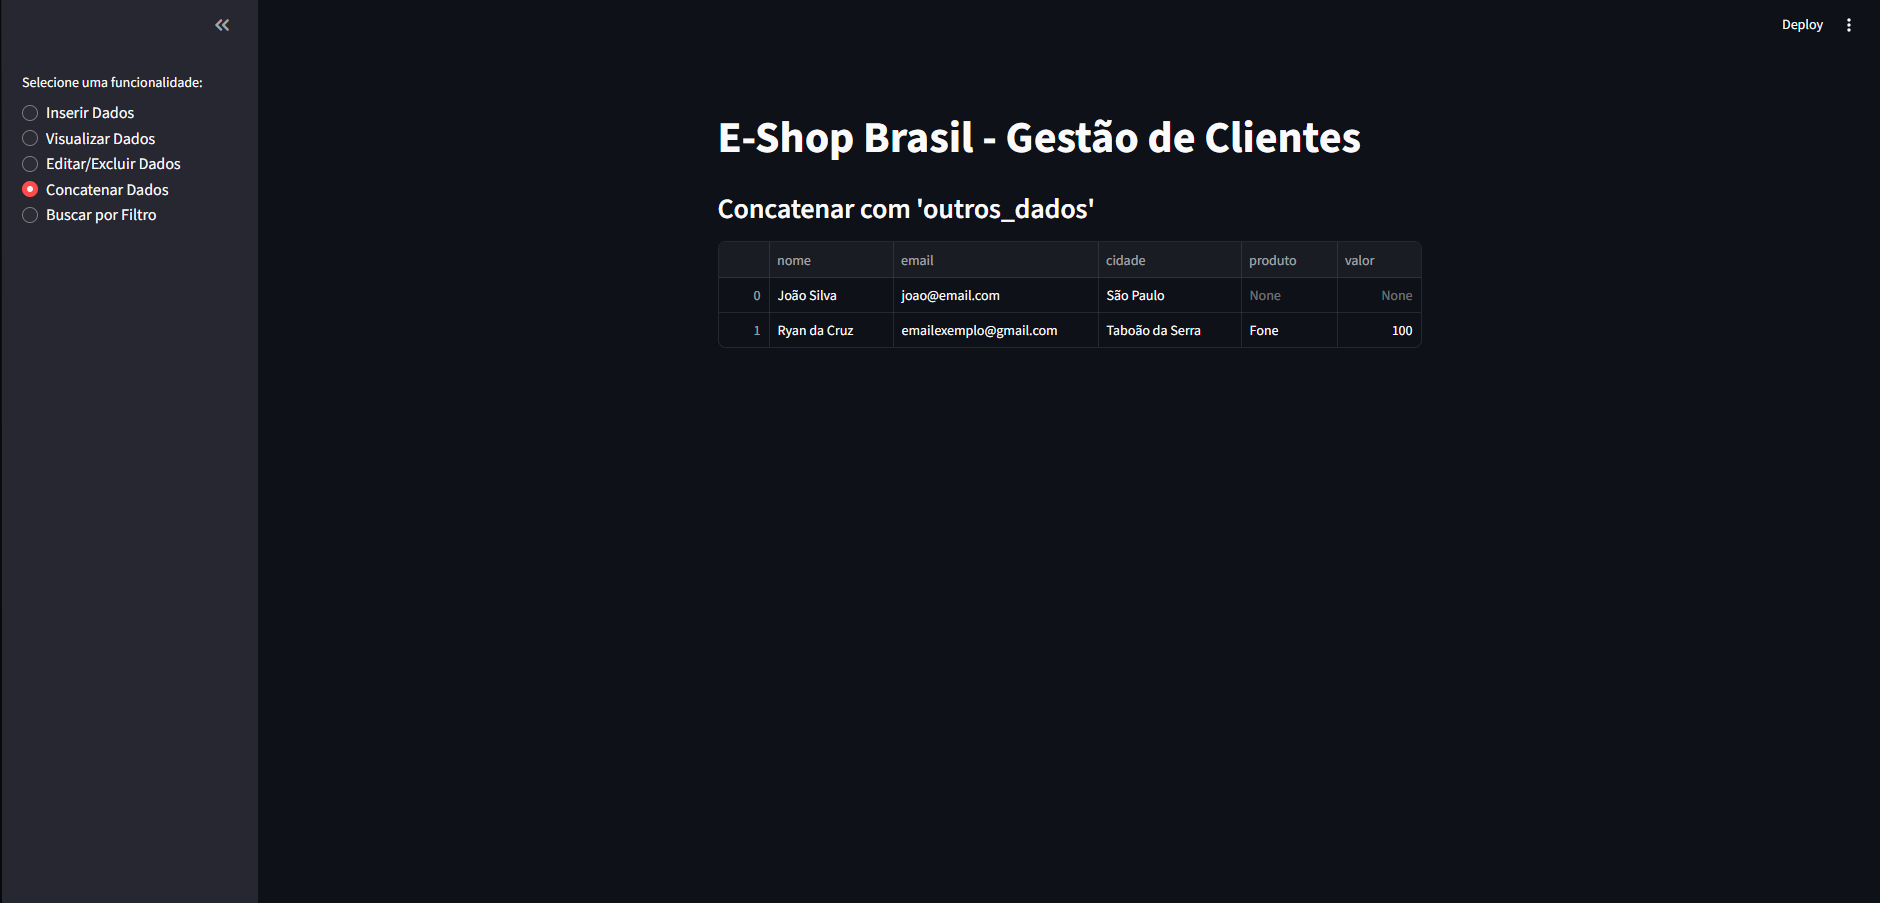 Deploy
Selecione uma funcionalidade:
Inserir Dados
Visualizar Dados
Editar/Excluir Dados
Concatenar Dados
Buscar por Filtro
E-Shop Brasil - Gestão de Clientes
Concatenar com 'outros_dados'
nome email cidade produto valor
0 João Silva joao@email.com São Paulo None None
1 Ryan da Cruz emailexemplo@gmail.com Taboão da Serra Fone 100